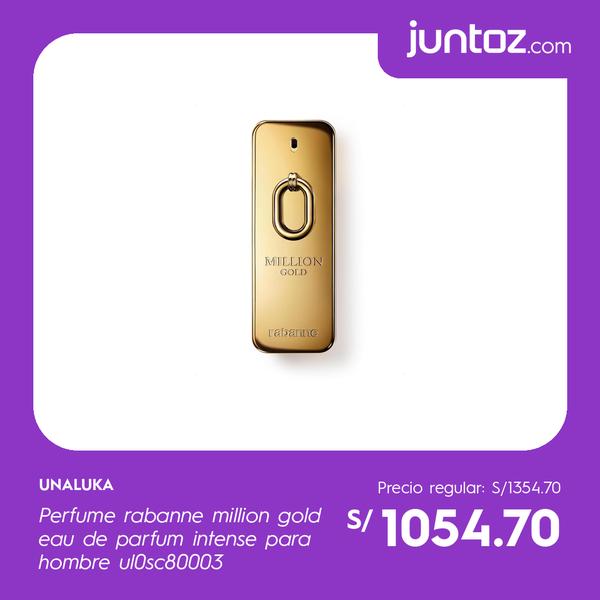 juntoz.com
MILLION
GOLD
rabanne
UNALUKA
Perfume rabanne million gold
eau de parfum intense para
hombre ul0sc80003
Precio regular: S/1354.70
S/ 1054.70